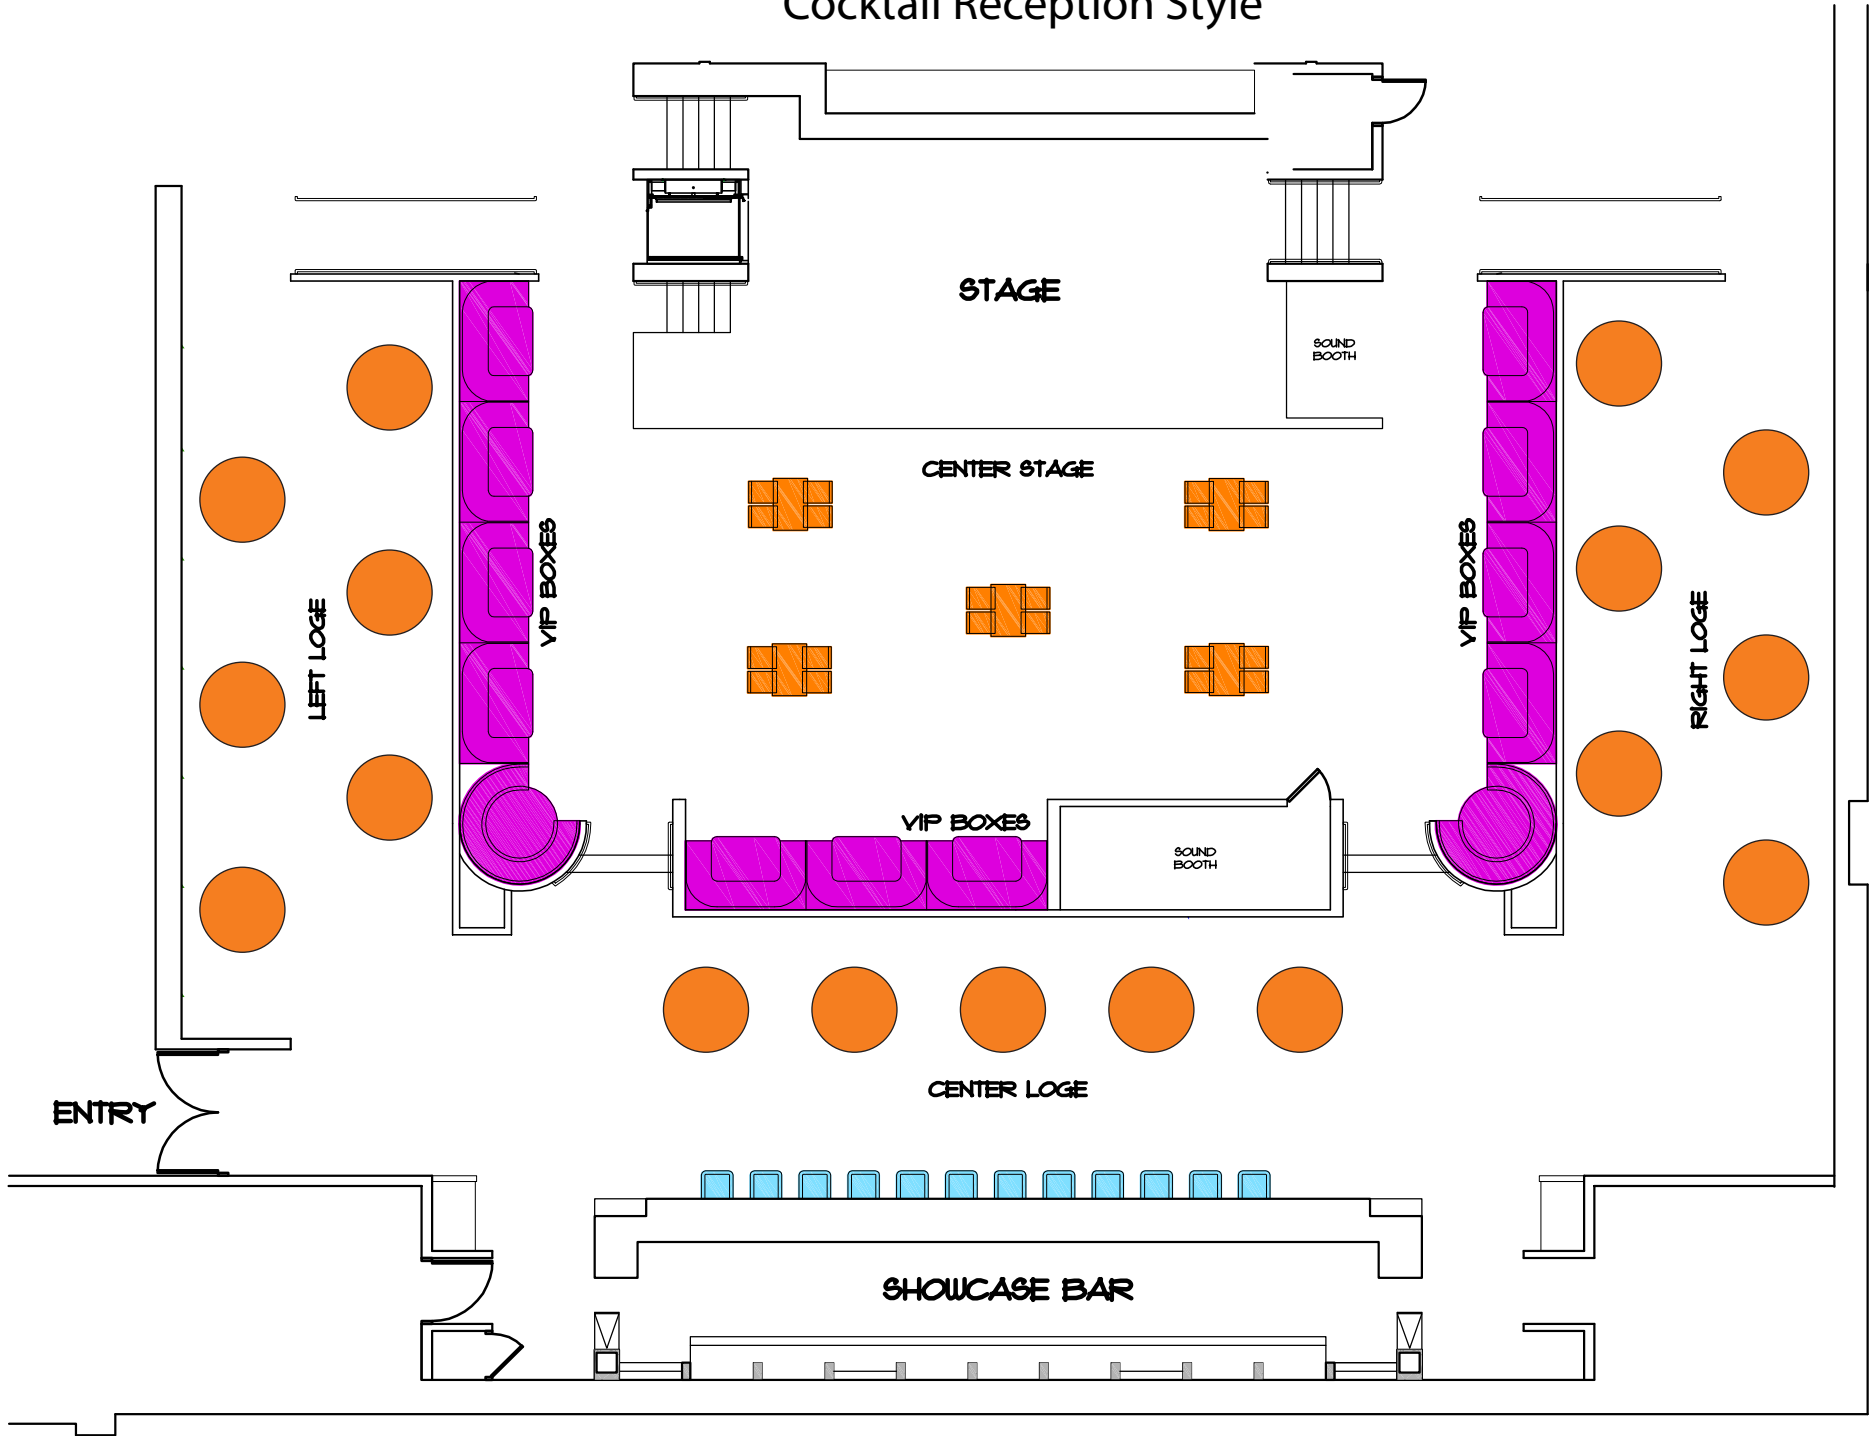 Cocktail Reception Style
STAGE
SOUND
BOOTH
CENTER STAGE
VIP BOXES
VIP BOXES
LEFT LOGE
RIGHT LOGE
VIP BOXES
SOUND
BOOTH
CENTER LOGE
ENTRY
SHOWCASE BAR